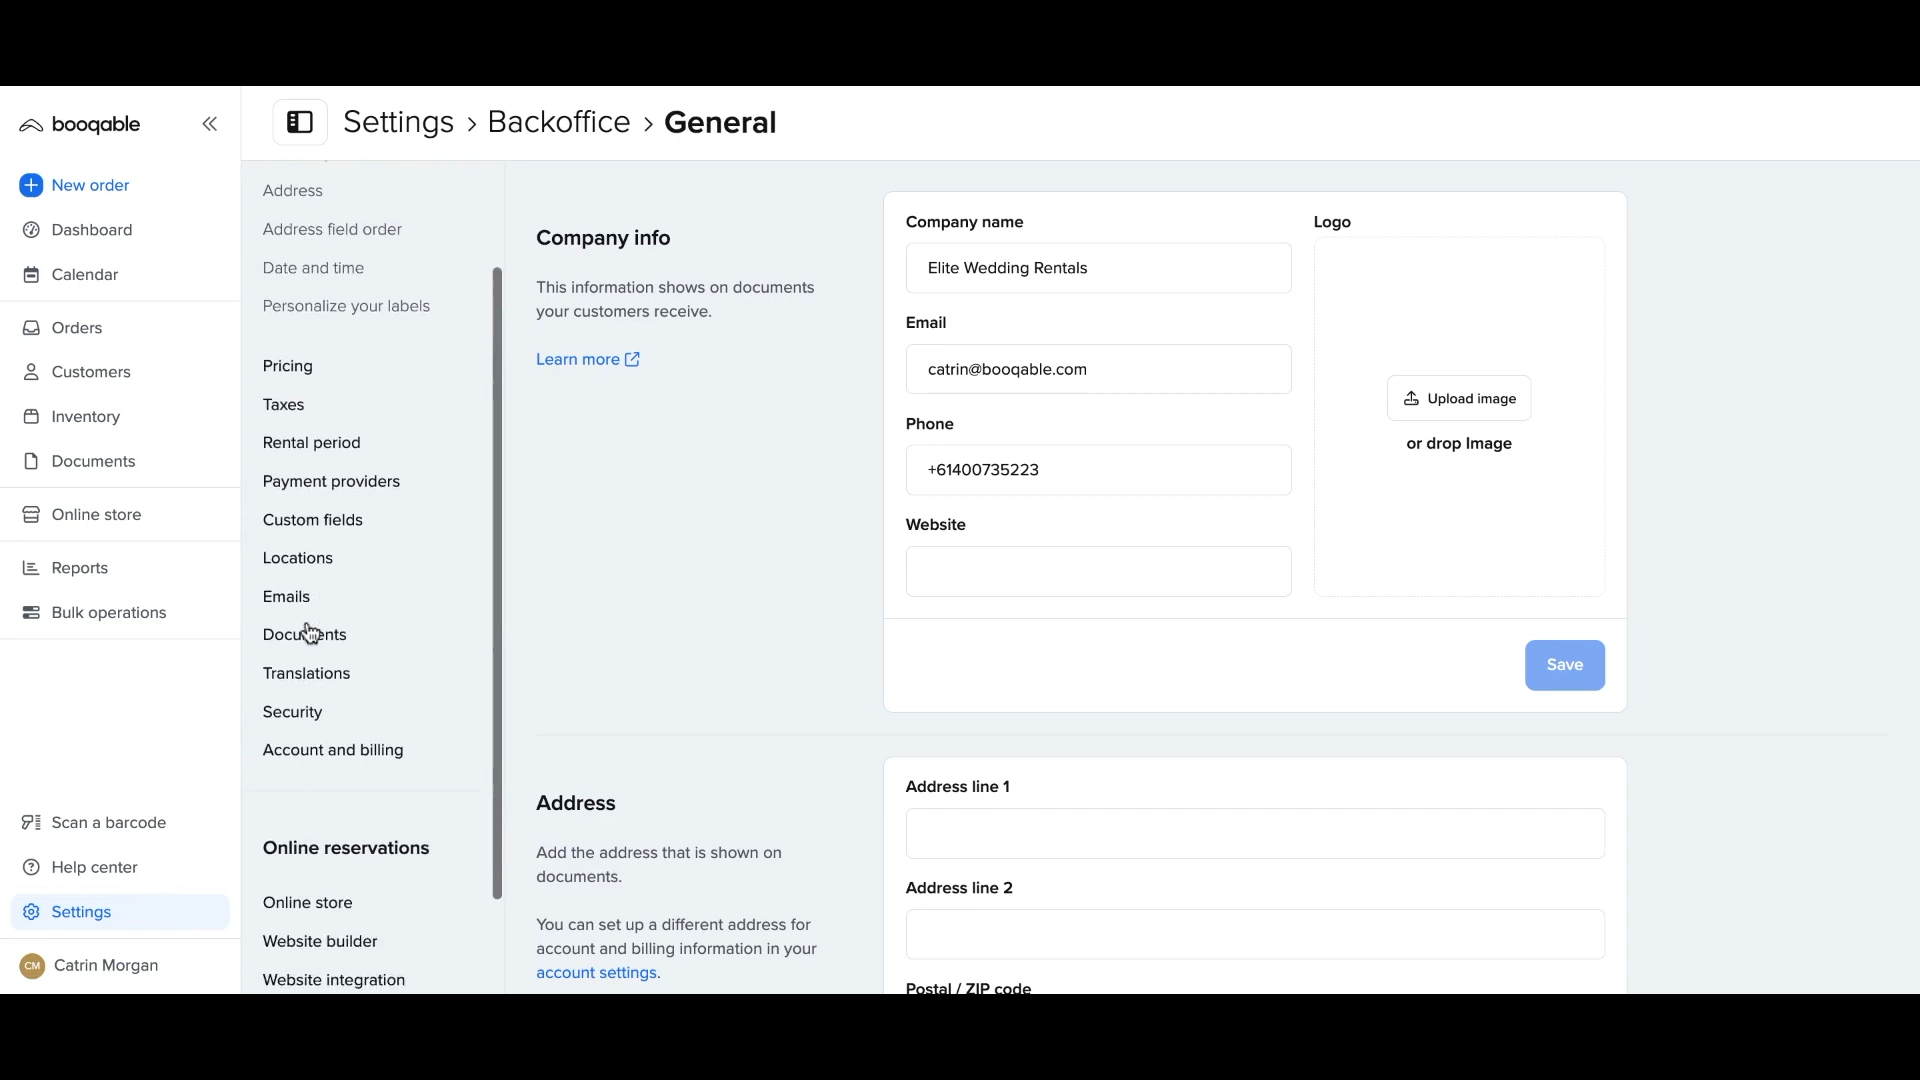 booqable
Settings > Backoffice > General
New order
Dashboard
Calendar
Orders
Customers
Inventory
Documents
Online store
Reports
Bulk operations
Scan a barcode
Help center
Settings
CM Catrin Morgan
Address
Address field order
Date and time
Personalize your labels
Pricing
Taxes
Rental period
Payment providers
Custom fields
Locations
Emails
Documents
Translations
Security
Account and billing
Online reservations
Online store
Website builder
Website integration
Company info
This information shows on documents
your customers receive.
Learn more
Company name
Elite Wedding Rentals
Email
catrin@booqable.com
Phone
+61400735223
Website
Logo
Upload image
or drop Image
Save
Address
Add the address that is shown on
documents.
You can set up a different address for
account and billing information in your
account settings.
Address line 1
Address line 2
Postal / ZIP code